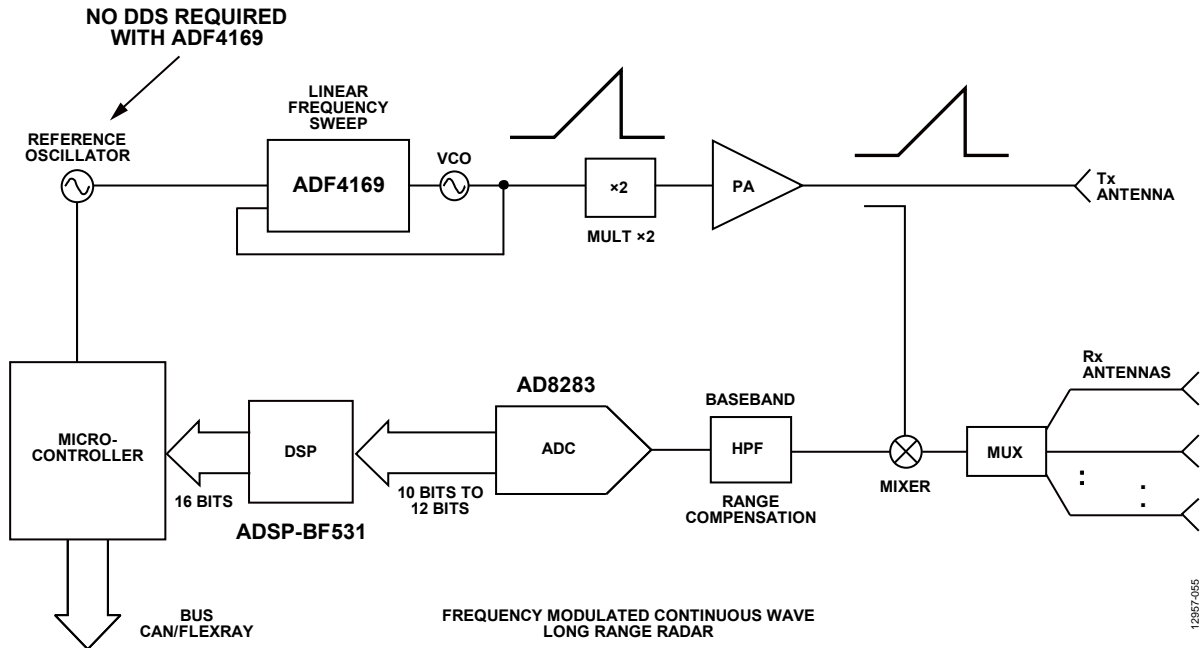 NO DDS REQUIRED
WITH ADF4169
REFERENCE
OSCILLATOR
LINEAR
FREQUENCY
SWEEP
ADF4169
VCO
×2
MULT ×2
PA
Tx
ANTENNA
MICRO-
CONTROLLER
16 BITS
DSP
ADSP-BF531
10 BITS TO
12 BITS
AD8283
ADC
BASEBAND
HPF
RANGE
COMPENSATION
MIXER
MUX
Rx
ANTENNAS
BUS
CAN/FLEXRAY
FREQUENCY MODULATED CONTINUOUS WAVE
LONG RANGE RADAR
12957-055